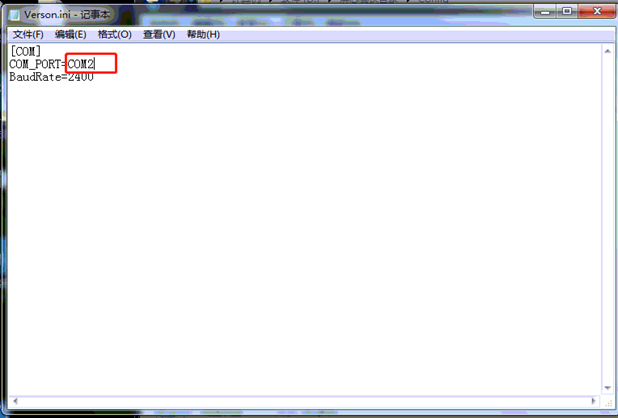 Verson.ini - 记事本
文件(F) 编辑(E) 格式(O) 查看(V) 帮助(H)
[COM]
COM_PORT=COM2
BaudRate=2400